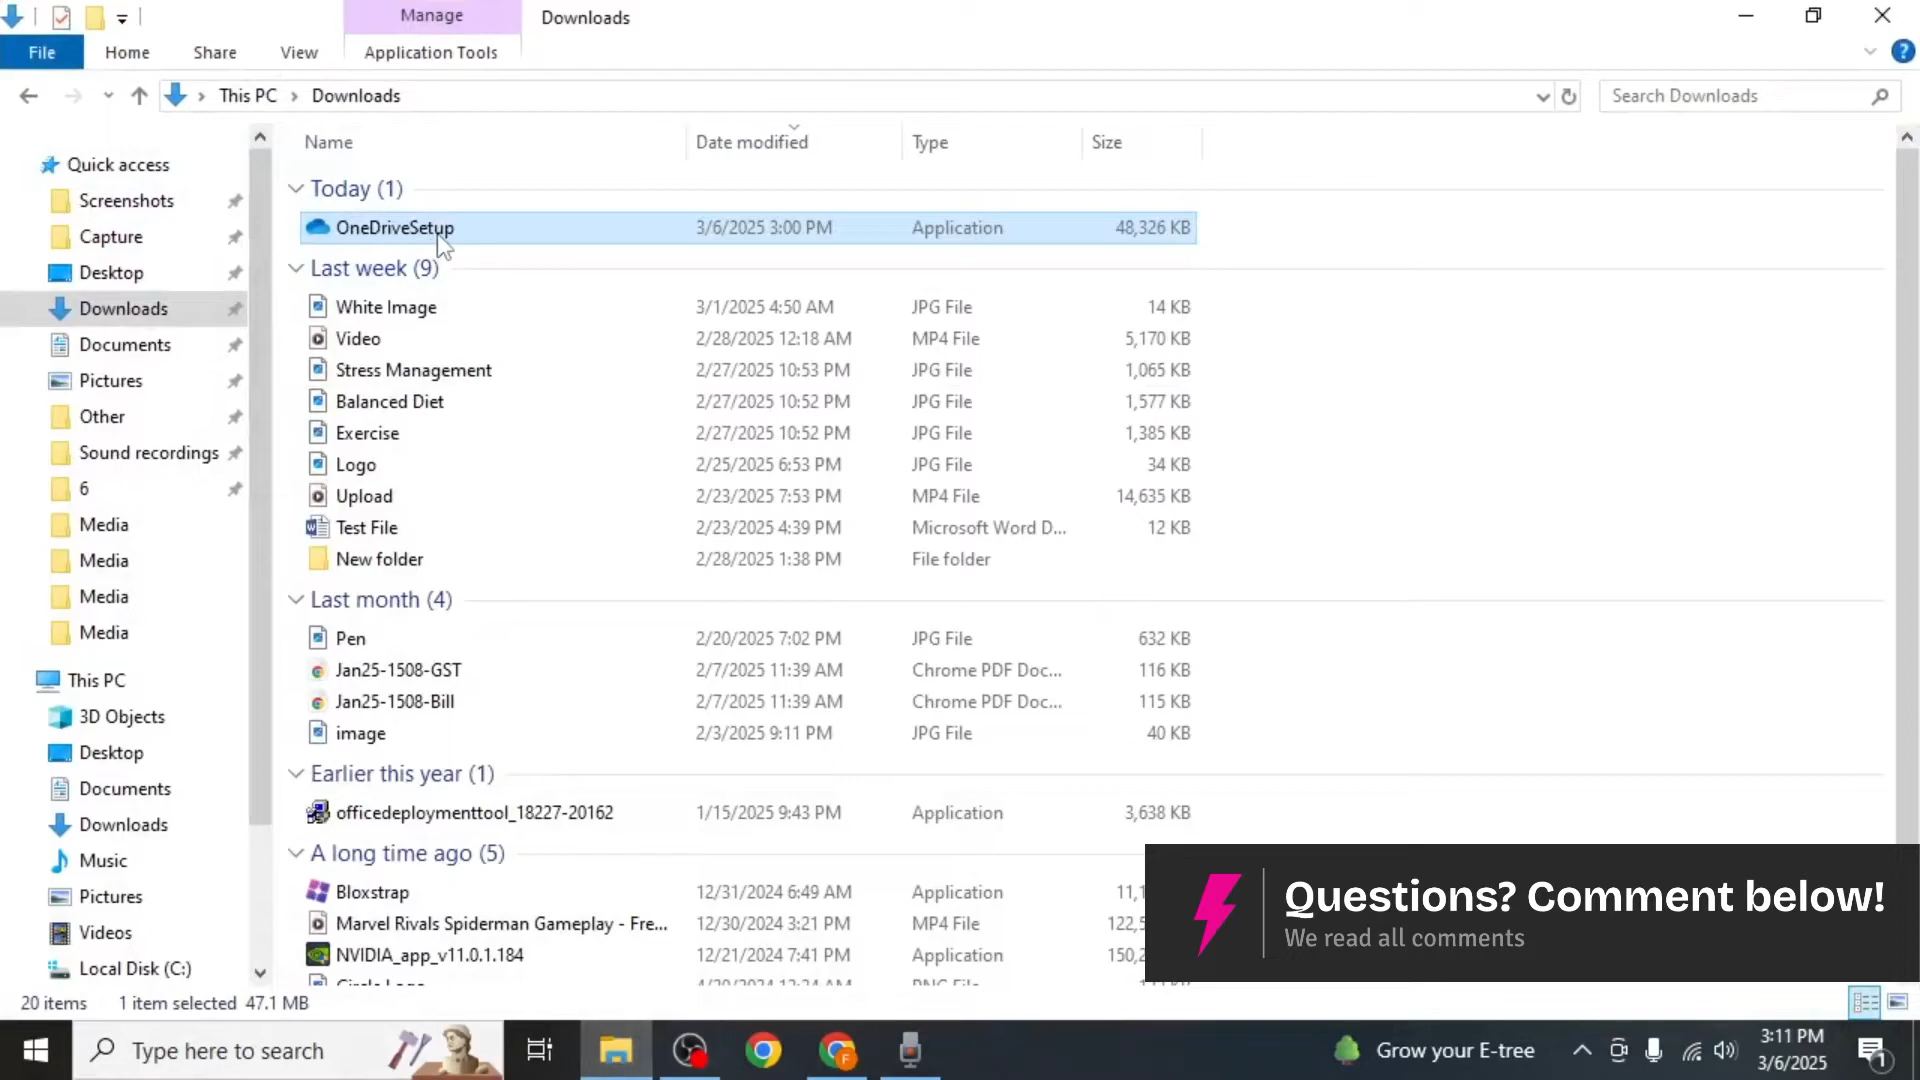 Manage
Downloads
File
Home
Share
View
Application Tools
This PC
Downloads
Search Downloads
Name
Date modified
Type
Size
Quick access
Screenshots
Capture
Desktop
Downloads
Documents
Pictures
Other
Sound recordings
6
Media
Media
Media
Media
This PC
3D Objects
Desktop
Documents
Downloads
Music
Pictures
Videos
Local Disk (C:)
Today (1)
OneDriveSetup 3/6/2025 3:00 PM Application 48,326 KB
Last week (9)
White Image 3/1/2025 4:50 AM JPG File 14 KB
Video 2/28/2025 12:18 AM MP4 File 5,170 KB
Stress Management 2/27/2025 10:53 PM JPG File 1,065 KB
Balanced Diet 2/27/2025 10:52 PM JPG File 1,577 KB
Exercise 2/27/2025 10:52 PM JPG File 1,385 KB
Logo 2/25/2025 6:53 PM JPG File 34 KB
Upload 2/23/2025 7:53 PM MP4 File 14,635 KB
Test File 2/23/2025 4:39 PM Microsoft Word D... 12 KB
New folder 2/28/2025 1:38 PM File folder
Last month (4)
Pen 2/20/2025 7:02 PM JPG File 632 KB
Jan25-1508-GST 2/7/2025 11:39 AM Chrome PDF Doc... 116 KB
Jan25-1508-Bill 2/7/2025 11:39 AM Chrome PDF Doc... 115 KB
image 2/3/2025 9:11 PM JPG File 40 KB
Earlier this year (1)
officedeploymenttool_18227-20162 1/15/2025 9:43 PM Application 3,638 KB
A long time ago (5)
Bloxstrap 12/31/2024 6:49 AM Application 11,1
Marvel Rivals Spiderman Gameplay - Fre... 12/30/2024 3:21 PM MP4 File 122,5
NVIDIA_app_v11.0.1.184 12/21/2024 7:41 PM Application 150,2
Questions? Comment below!
We read all comments
20 items 1 item selected 47.1 MB
Type here to search
Grow your E-tree
3:11 PM
3/6/2025
1